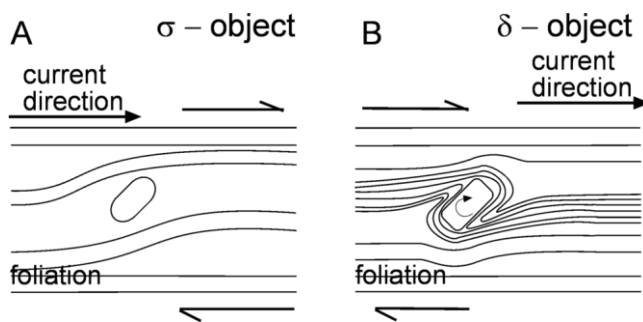 A
σ – object
current
direction
foliation
B
δ – object
current
direction
foliation